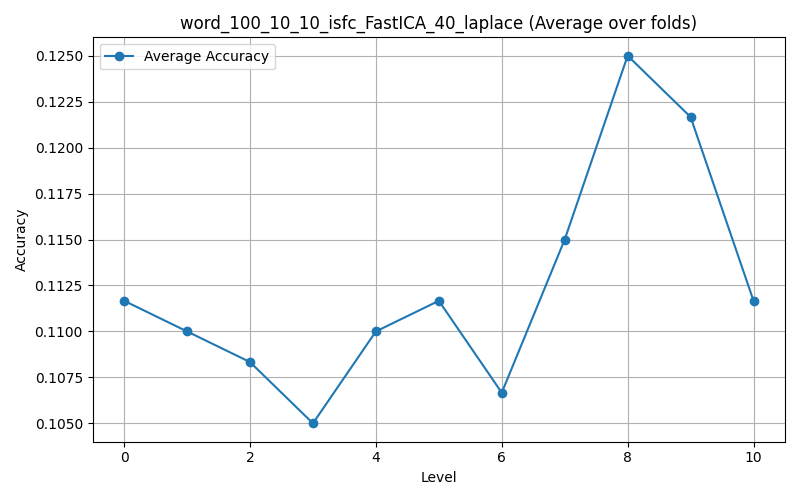 word_100_10_10_isfc_FastICA_40_laplace (Average over folds)
Average Accuracy
0.1250
0.1225
0.1200
0.1175
0.1150
0.1125
0.1100
0.1075
0.1050
Accuracy
0 2 4 6 8 10
Level